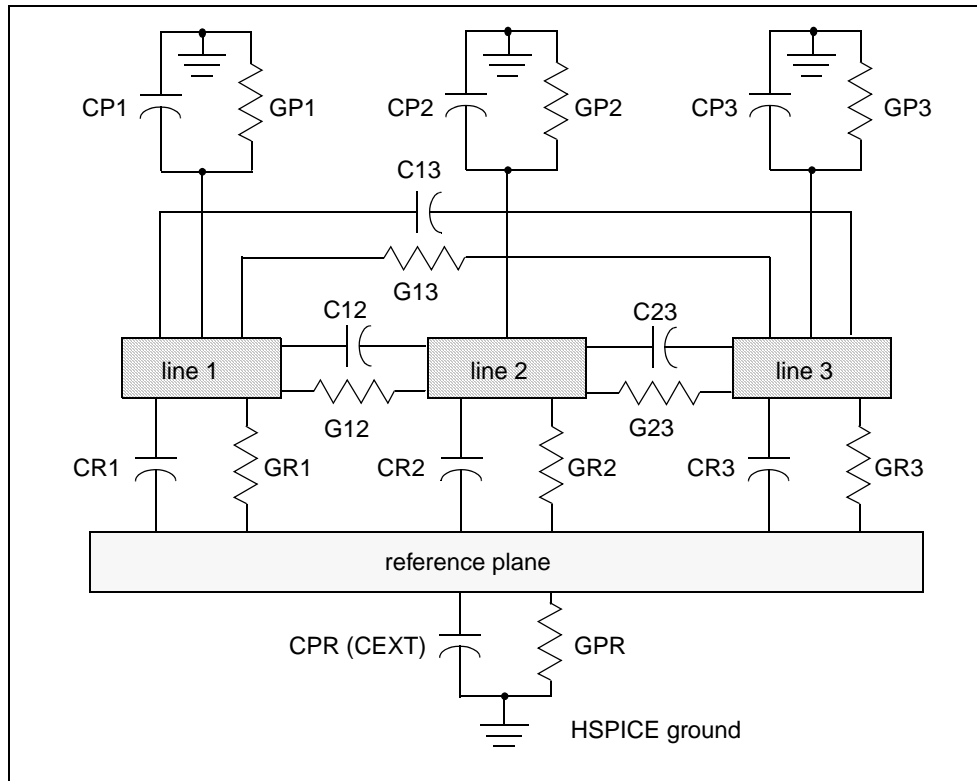 CP1
GP1
CP2
GP2
CP3
GP3
C13
G13
C12
C23
line 1
line 2
line 3
G12
G23
CR1
GR1
CR2
GR2
CR3
GR3
reference plane
CPR (CEXT)
GPR
HSPICE ground